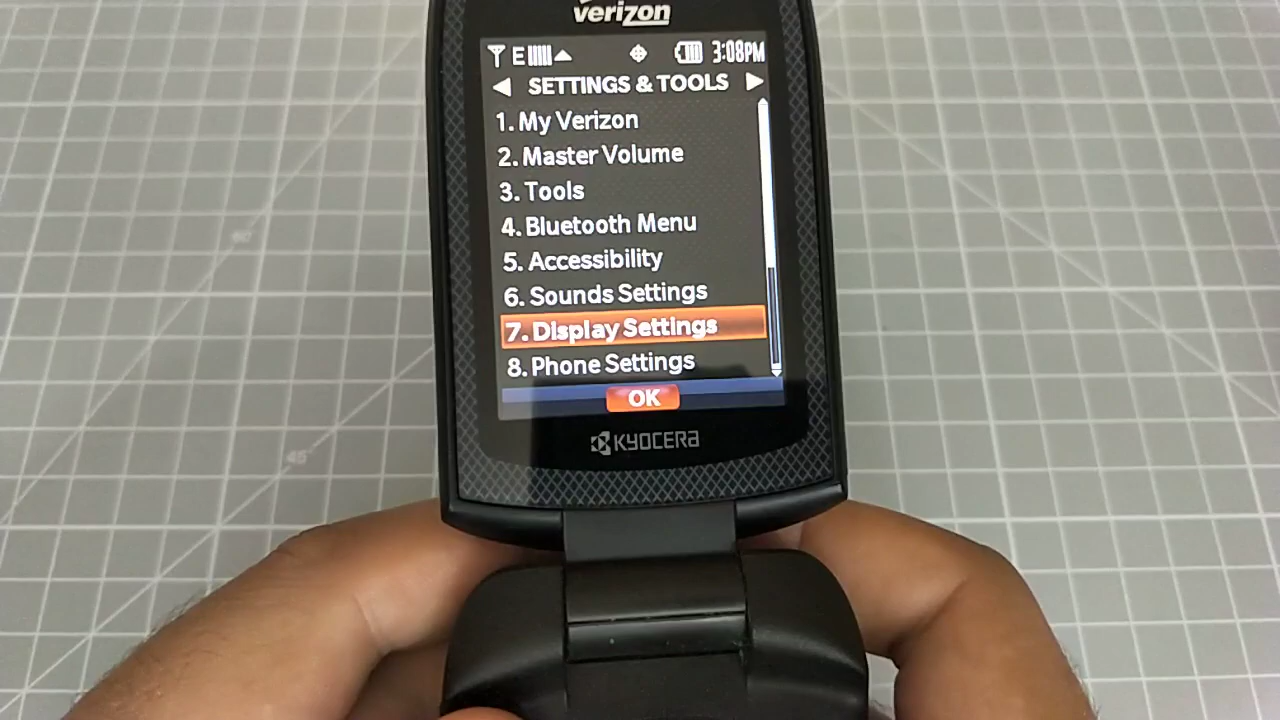 verizon
E 3:08PM
SETTINGS & TOOLS
1. My Verizon
2. Master Volume
3. Tools
4. Bluetooth Menu
5. Accessibility
6. Sounds Settings
7. Display Settings
8. Phone Settings
OK
KYOCERA
45